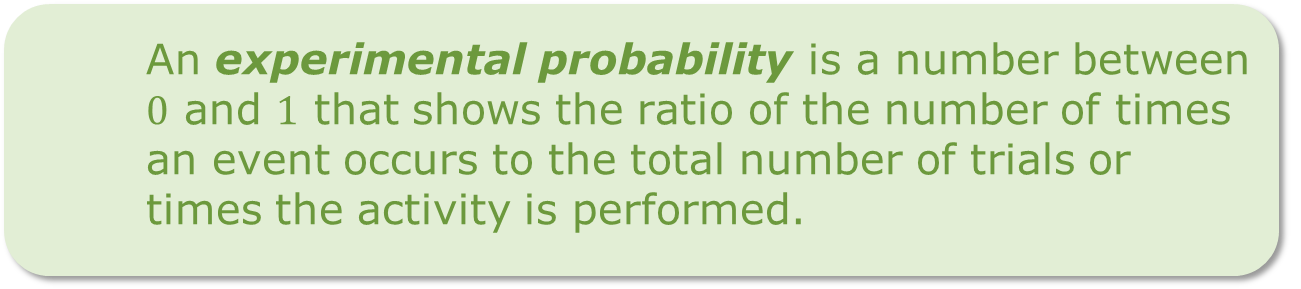 An experimental probability is a number between
0 and 1 that shows the ratio of the number of times
an event occurs to the total number of trials or
times the activity is performed.